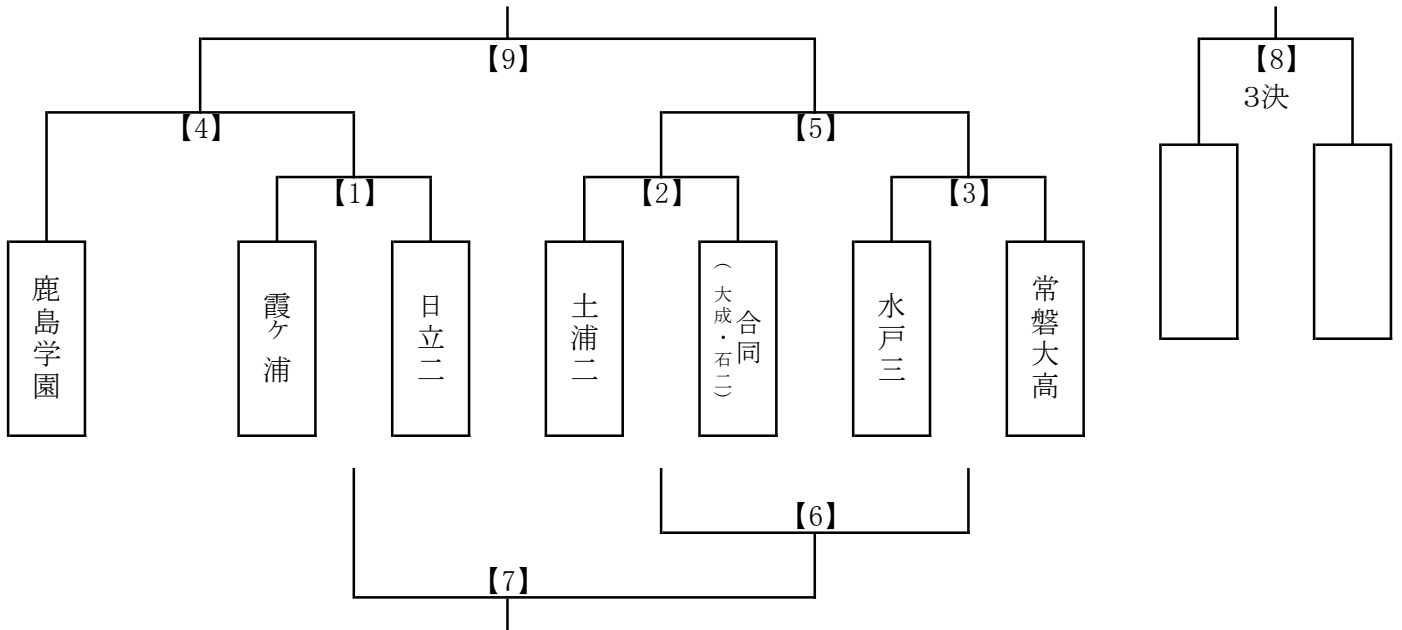 【9】
【8】
3決
【4】
【5】
【1】
【2】
【3】
鹿島学園
霞ヶ浦
日立二
土浦二
合同
（大成・石二）
水戸三
常磐大高
【6】
【7】